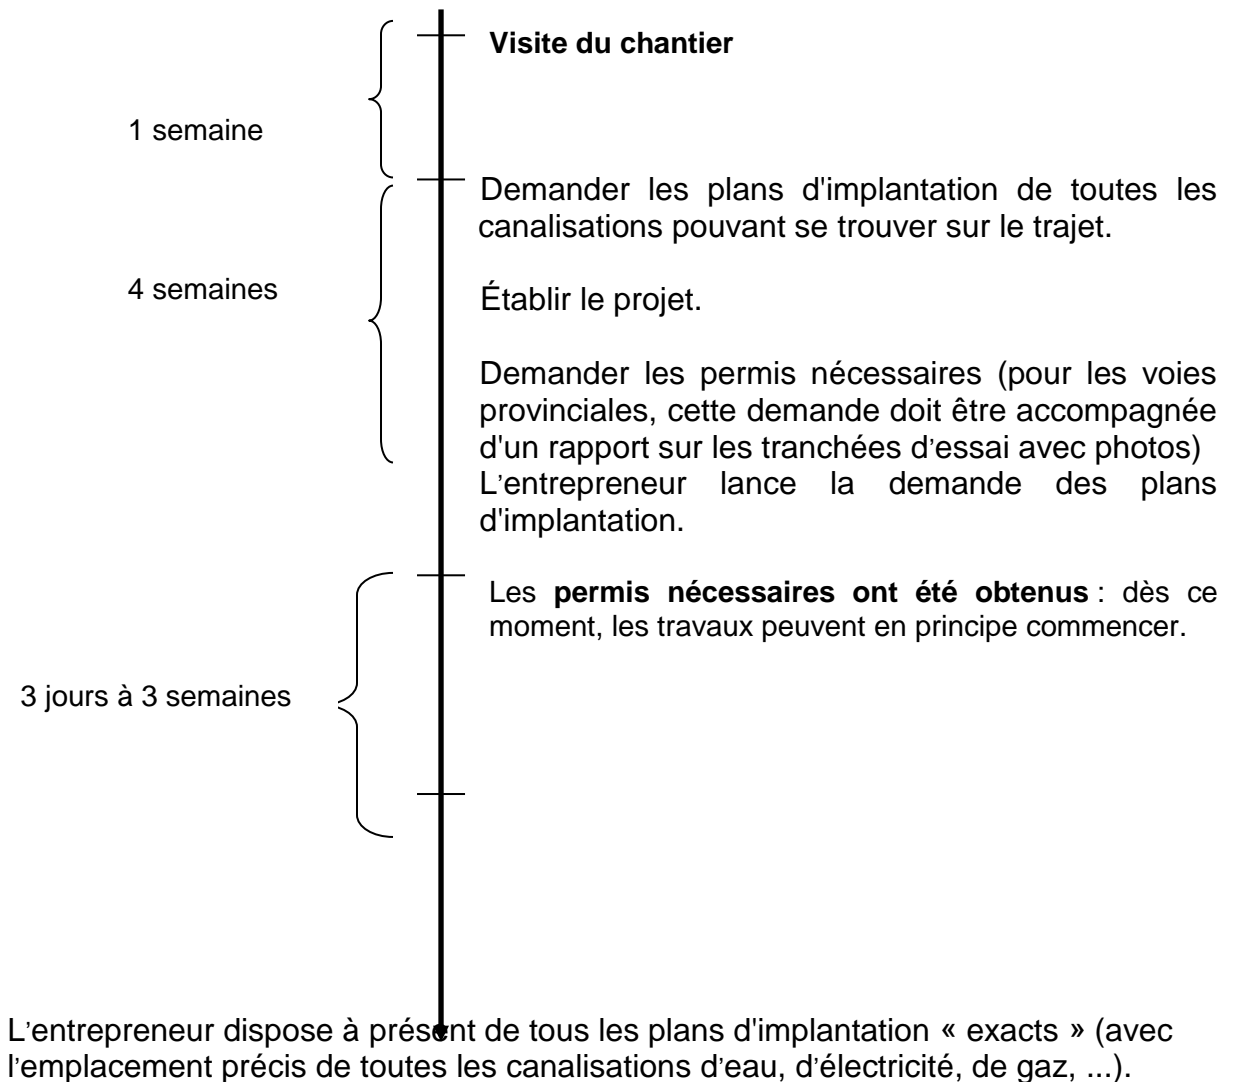 Visite du chantier
1 semaine
Demander les plans d'implantation de toutes les
canalisations pouvant se trouver sur le trajet.
4 semaines
Établir le projet.
Demander les permis nécessaires (pour les voies
provinciales, cette demande doit être accompagnée
d'un rapport sur les tranchées d’essai avec photos)
L’entrepreneur lance la demande des plans
d'implantation.
Les permis nécessaires ont été obtenus : dès ce
moment, les travaux peuvent en principe commencer.
3 jours à 3 semaines
L’entrepreneur dispose à présent de tous les plans d'implantation « exacts » (avec
l’emplacement précis de toutes les canalisations d’eau, d’électricité, de gaz, ...).